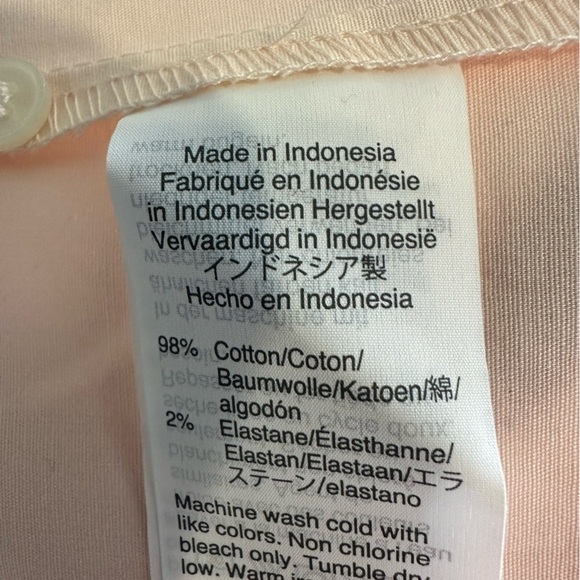 Made in Indonesia
Fabriqué en Indonésie
in Indonesien Hergestellt
Vervaardigd in Indonesië
インドネシア製
Hecho en Indonesia
98% Cotton/Coton/
Baumwolle/Katoen/綿/
algodón
2% Elastane/Élasthanne/
Elastan/Elastaan/エラ
ステーン/elastano
Machine wash cold with
like colors. Non chlorine
bleach only. Tumble dry
low. Warm